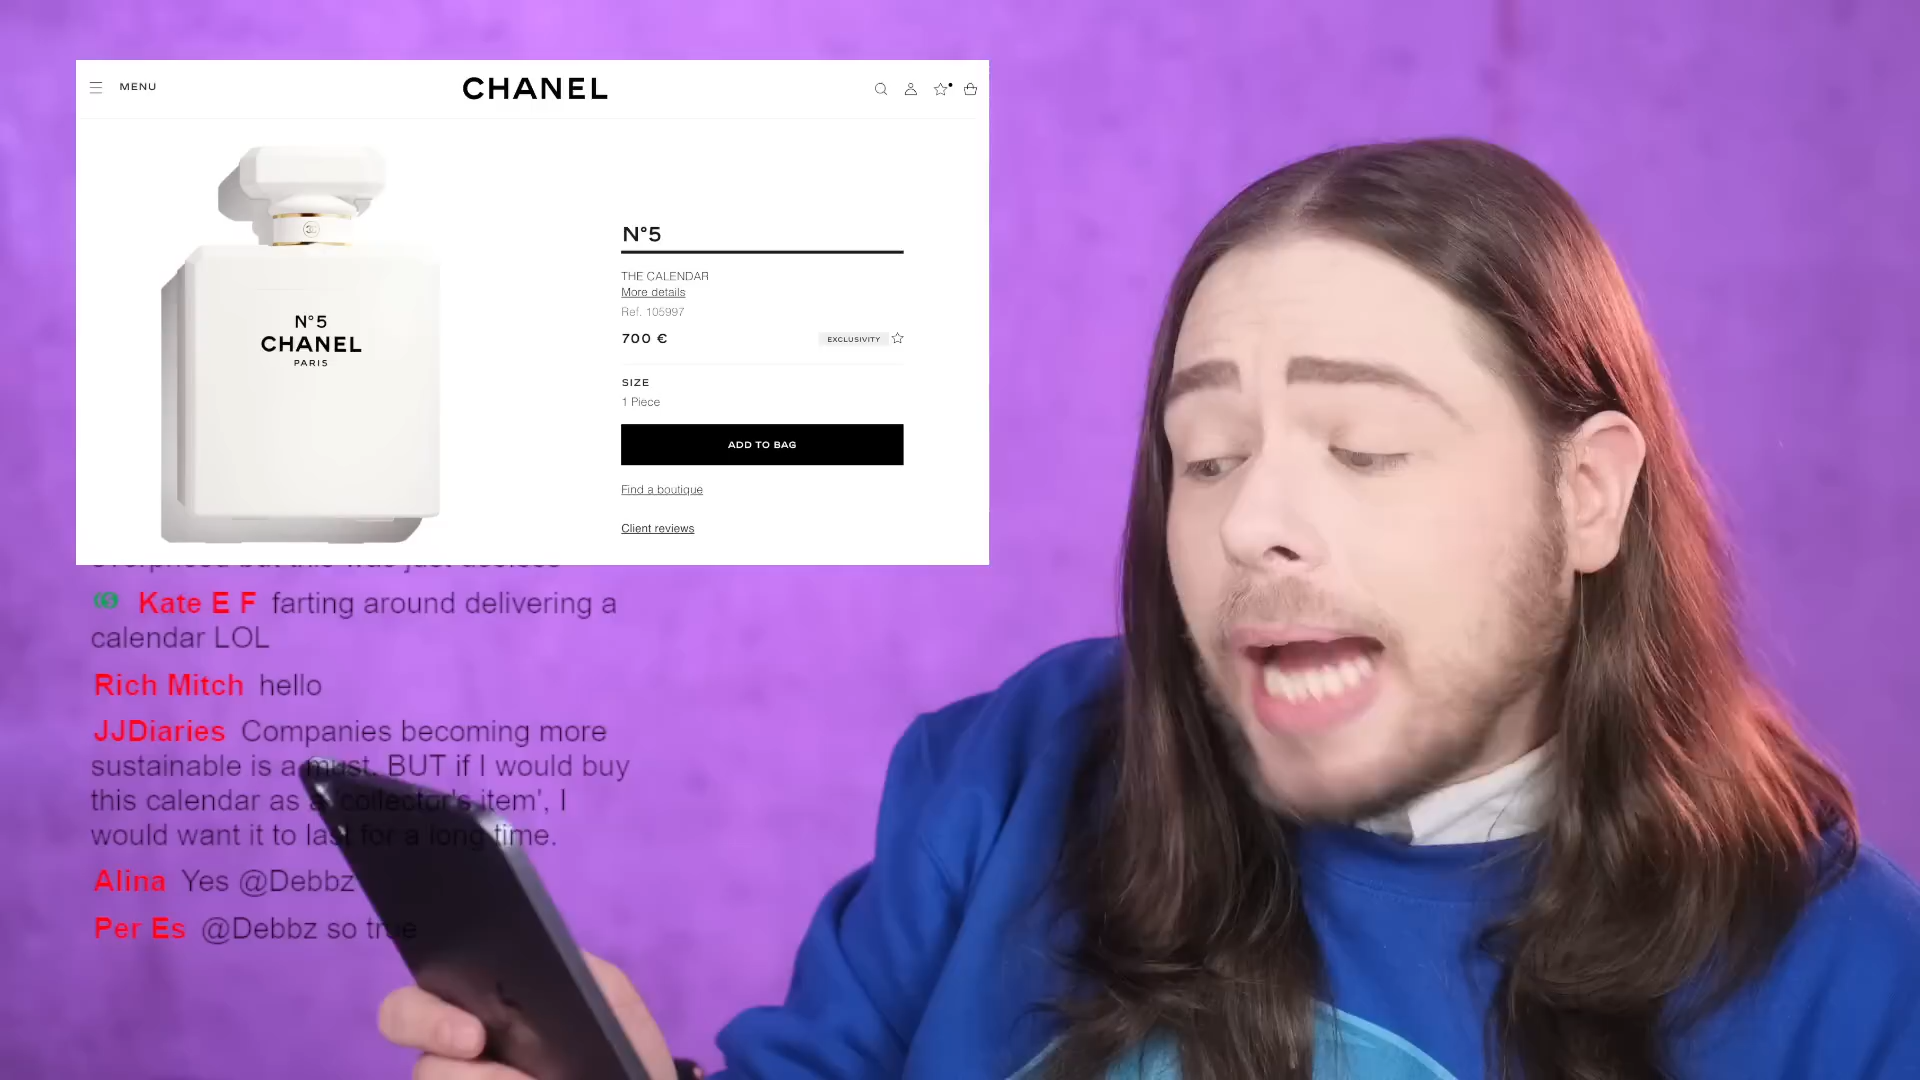 MENU
CHANEL
N°5
CHANEL
PARIS
N°5
THE CALENDAR
More details
Ref. 105997
700 €
EXCLUSIVITY
SIZE
1 Piece
ADD TO BAG
Find a boutique
Client reviews
Kate E F farting around delivering a
calendar LOL
Rich Mitch hello
JJDiaries Companies becoming more
sustainable is a must. BUT if I would buy
this calendar as a 'collector's item', I
would want it to last for a long time.
Alina Yes @Debbz
Per Es @Debbz so true